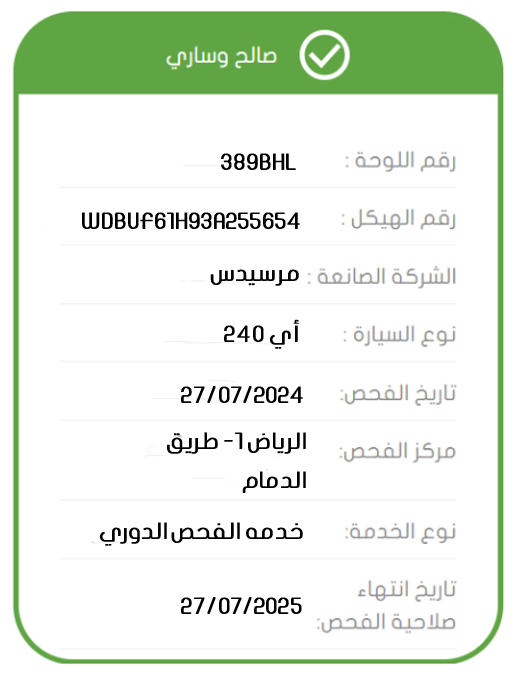 صالح وساري
رقم اللوحة : 389BHL
رقم الهيكل : WDBUF61H93A255654
الشركة الصانعة : مرسيدس
نوع السيارة : أي 240
تاريخ الفحص: 27/07/2024
مركز الفحص: الرياض 1- طريق
الدمام
نوع الخدمة: خدمه الفحص الدوري
تاريخ انتهاء
صلاحية الفحص: 27/07/2025